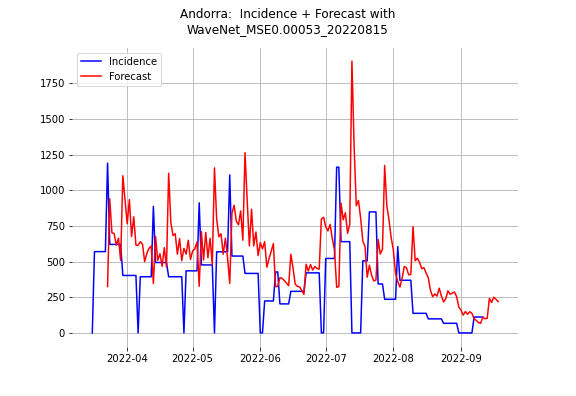 Andorra:  Incidence + Forecast with
WaveNet_MSE0.00053_20220815
Incidence
Forecast
1750
1500
1250
1000
750
500
250
0
2022-04 2022-05 2022-06 2022-07 2022-08 2022-09